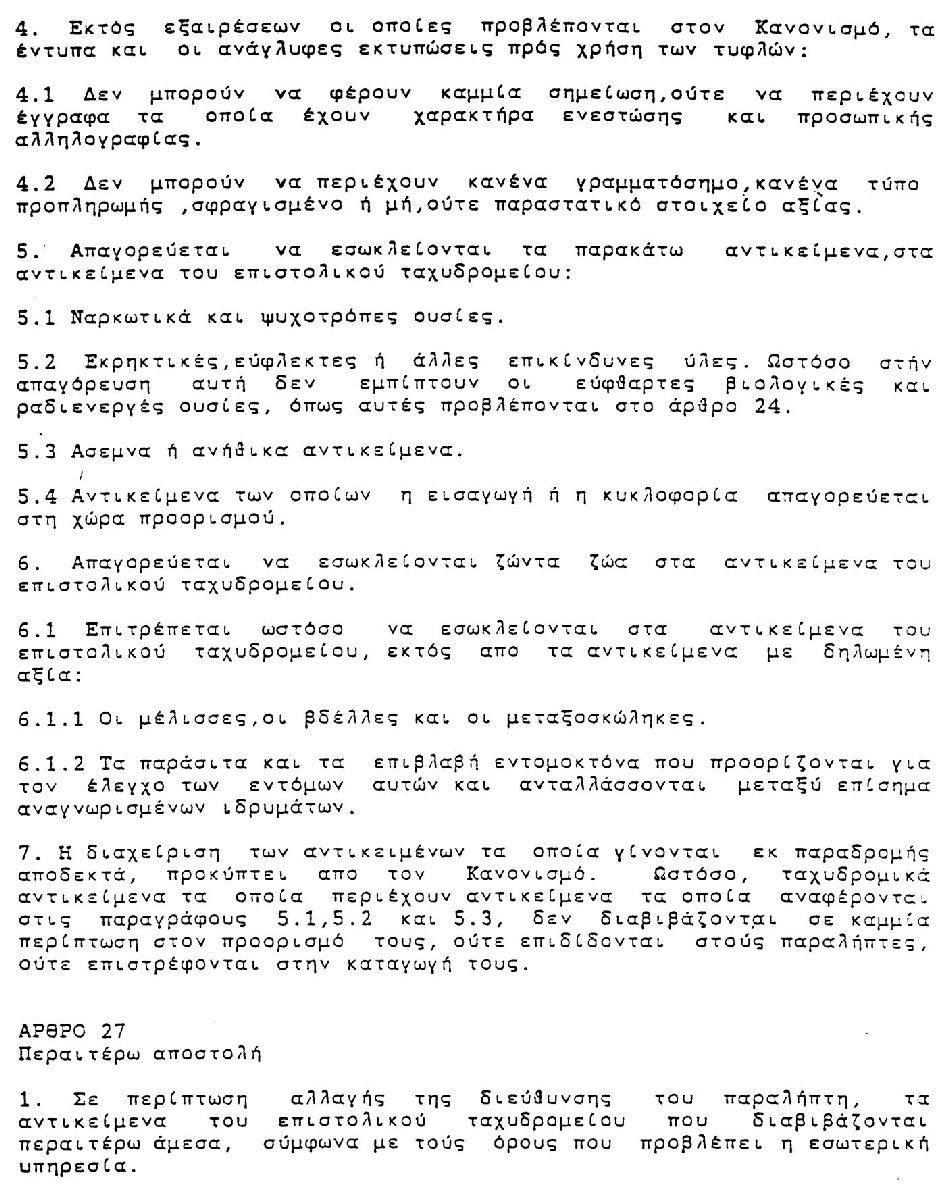 4. Εκτός εξαιρέσεων οι οποίες προβλέπονται στον Κανονισμό, τα
έντυπα και οι ανάγλυφες εκτυπώσεις πρός χρήση των τυφλών:
4.1 Δεν μπορούν να φέρουν καμμία σημείωση,ούτε να περιέχουν
έγγραφα τα οποία έχουν χαρακτήρα ενεστώσης και προσωπικής
αλληλογραφίας.
4.2 Δεν μπορούν να περιέχουν κανένα γραμματόσημο,κανένα τύπο
προπληρωμής ,σφραγισμένο ή μή,ούτε παραστατικό στοιχείο αξίας.
5. Απαγορεύεται να εσωκλείονται τα παρακάτω αντικείμενα,στα
αντικείμενα του επιστολικού ταχυδρομείου:
5.1 Ναρκωτικά και ψυχοτρόπες ουσίες.
5.2 Εκρηκτικές,εύφλεκτες ή άλλες επικίνδυνες ύλες. Ωστόσο στήν
απαγόρευση αυτή δεν εμπίπτουν οι εύφθαρτες βιολογικές και
ραδιενεργές ουσίες, όπως αυτές προβλέπονται στο άρθρο 24.
5.3 Ασεμνα ή ανήθικα αντικείμενα.
5.4 Αντικείμενα των οποίων η εισαγωγή ή η κυκλοφορία απαγορεύεται
στη χώρα προορισμού.
6. Απαγορεύεται να εσωκλείονται ζώντα ζώα στα αντικείμενα του
επιστολικού ταχυδρομείου.
6.1 Επιτρέπεται ωστόσο να εσωκλείονται στα αντικείμενα του
επιστολικού ταχυδρομείου, εκτός απο τα αντικείμενα με δηλωμένη
αξία:
6.1.1 Οι μέλισσες,οι βδέλλες και οι μεταξοσκώληκες.
6.1.2 Τα παράσιτα και τα επιβλαβή εντομοκτόνα που προορίζονται για
τον έλεγχο των εντόμων αυτών και ανταλλάσσονται μεταξύ επίσημα
αναγνωρισμένων ιδρυμάτων.
7. Η διαχείριση των αντικειμένων τα οποία γίνονται εκ παραδρομής
αποδεκτά, προκύπτει απο τον Κανονισμό. Ωστόσο, ταχυδρομικά
αντικείμενα τα οποία περιέχουν αντικείμενα τα οποία αναφέρονται
στις παραγράφους 5.1,5.2 και 5.3, δεν διαβιβάζονται σε καμμία
περίπτωση στον προορισμό τους, ούτε επιδίδονται στούς παραλήπτες,
ούτε επιστρέφονται στην καταγωγή τους.
ΑΡΘΡΟ 27
Περαιτέρω αποστολή
1. Σε περίπτωση αλλαγής της διεύθυνσης του παραλήπτη, τα
αντικείμενα του επιστολικού ταχυδρομείου που διαβιβάζονται
περαιτέρω άμεσα, σύμφωνα με τούς όρους που προβλέπει η εσωτερική
υπηρεσία.